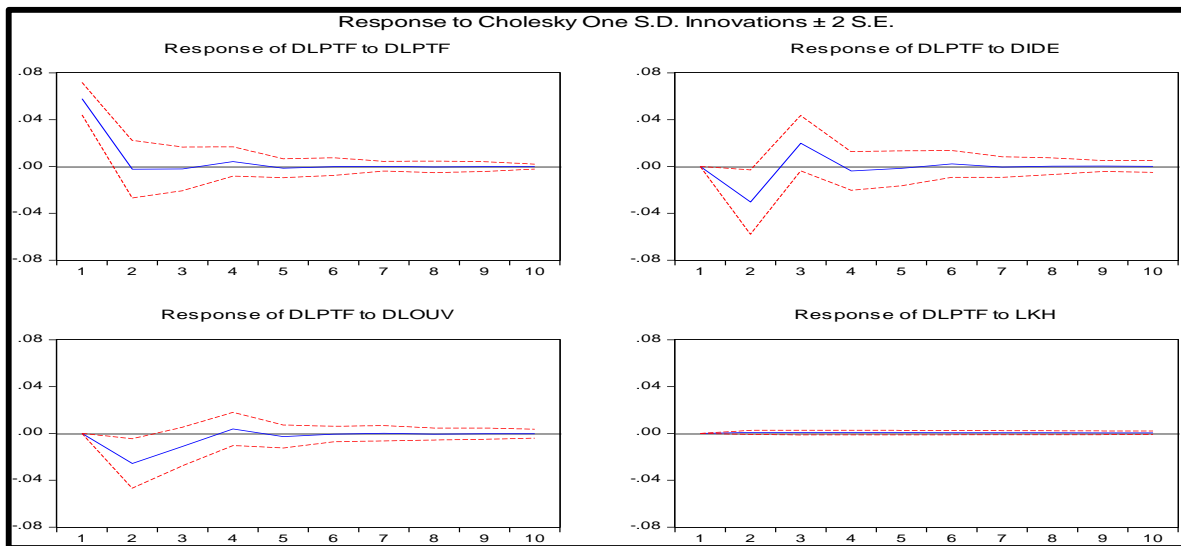 Response to Cholesky One S.D. Innovations ± 2 S.E.
Response of DLPTF to DLPTF
.08
.04
.00
-.04
-.08
1 2 3 4 5 6 7 8 9 10
Response of DLPTF to DIDE
.08
.04
.00
-.04
-.08
1 2 3 4 5 6 7 8 9 10
Response of DLPTF to DLOUV
.08
.04
.00
-.04
-.08
1 2 3 4 5 6 7 8 9 10
Response of DLPTF to LKH
.08
.04
.00
-.04
-.08
1 2 3 4 5 6 7 8 9 10